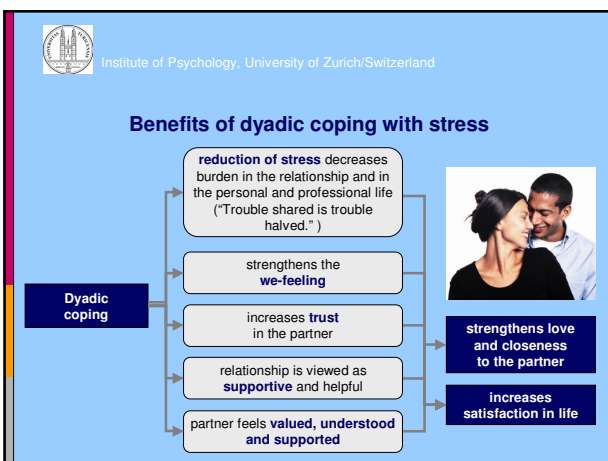 Institute of Psychology, University of Zurich/Switzerland
Benefits of dyadic coping with stress
reduction of stress decreases
burden in the relationship and in
the personal and professional life
(“Trouble shared is trouble
halved.” )
strengthens the
we-feeling
Dyadic
coping
increases trust
in the partner
relationship is viewed as
supportive and helpful
partner feels valued, understood
and supported
strengthens love
and closeness
to the partner
increases
satisfaction in life